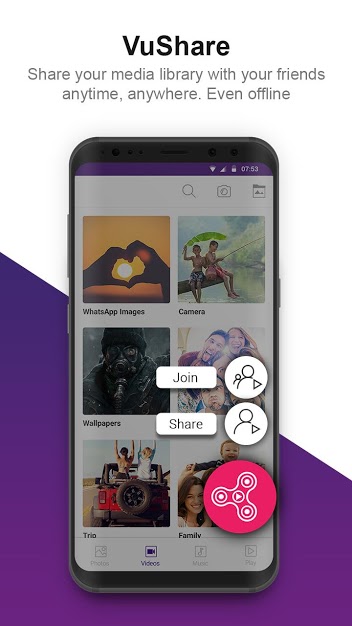 VuShare
Share your media library with your friends
anytime, anywhere. Even offline
07:53
WhatsApp Images
Camera
Wallpapers
Join
Share
Trip
Family
Photos
Videos
Music
Play